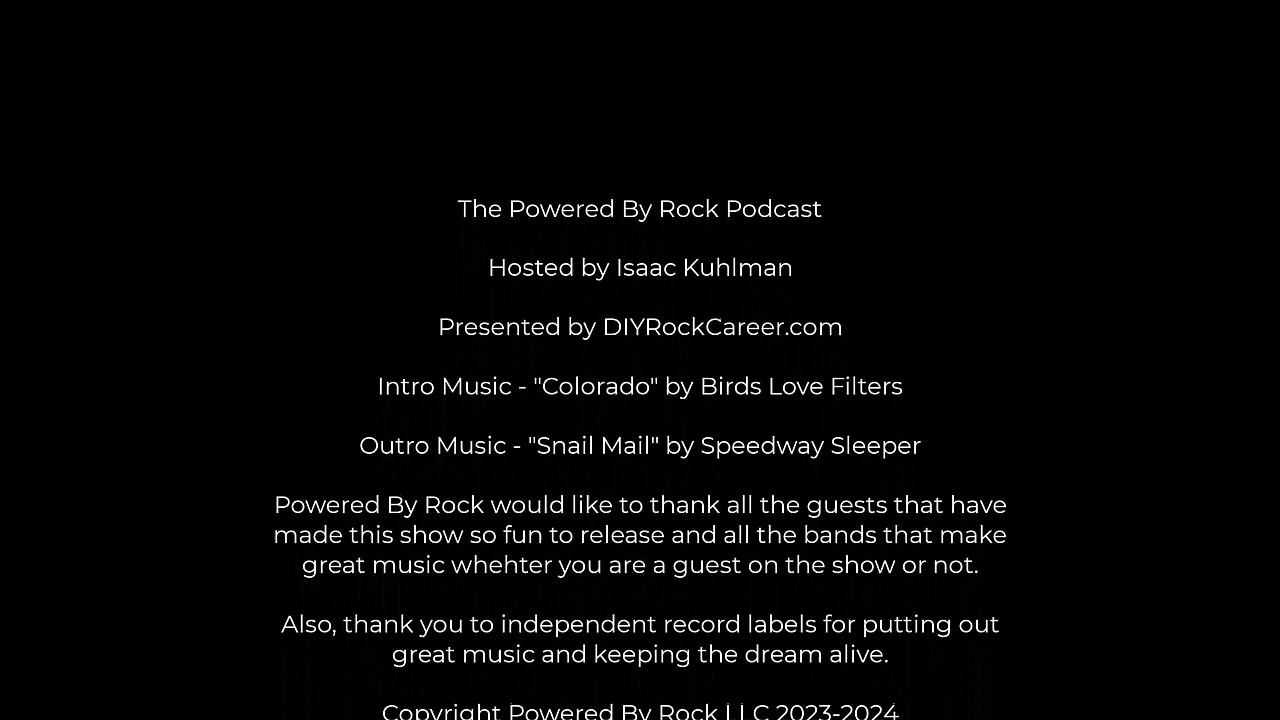 The Powered By Rock Podcast
Hosted by Isaac Kuhlman
Presented by DIYRockCareer.com
Intro Music - "Colorado" by Birds Love Filters
Outro Music - "Snail Mail" by Speedway Sleeper
Powered By Rock would like to thank all the guests that have
made this show so fun to release and all the bands that make
great music whehter you are a guest on the show or not.
Also, thank you to independent record labels for putting out
great music and keeping the dream alive.
Copyright Powered By Rock LLC 2023-2024